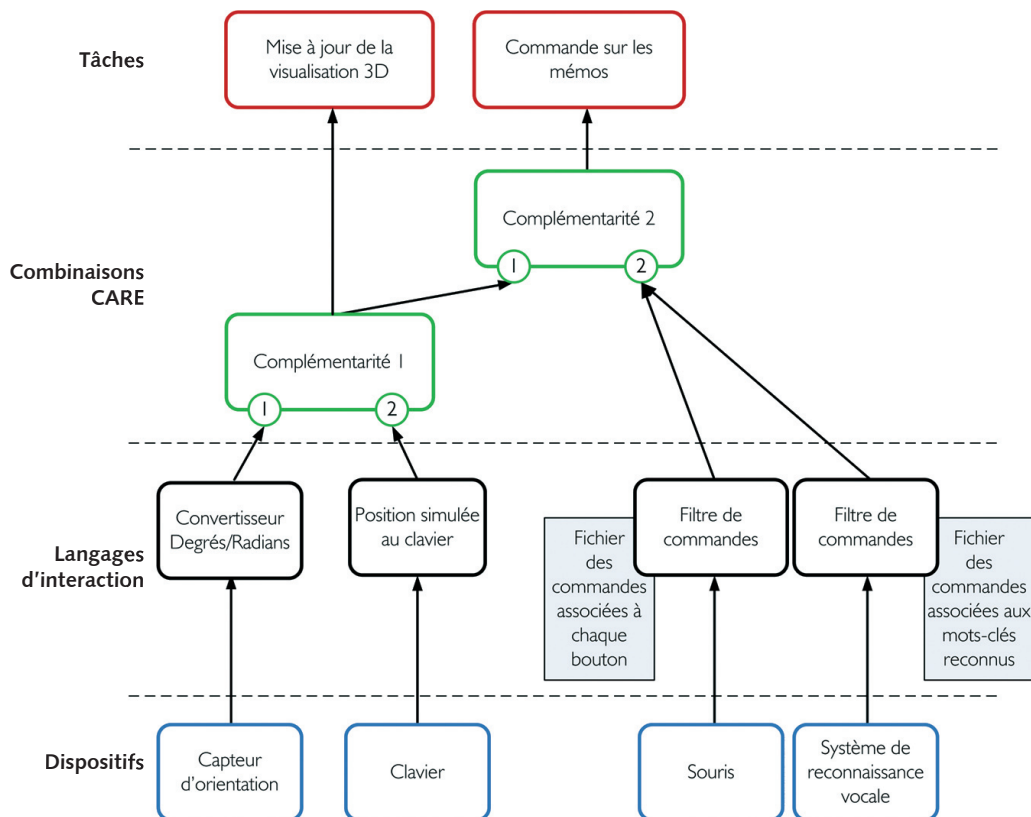 Tâches
Mise à jour de la
visualisation 3D
Commande sur les
mémos
Combinaisons
CARE
Complémentarité 2
1
2
Complémentarité 1
1
2
Langages
d'interaction
Convertisseur
Degrés/Radians
Position simulée
au clavier
Filtre de
commandes
Fichier
des
commandes
associées à
chaque
bouton
Filtre de
commandes
Fichier
des
commandes
associées aux
mots-clés
reconnus
Dispositifs
Capteur
d'orientation
Clavier
Souris
Système de
reconnaissance
vocale